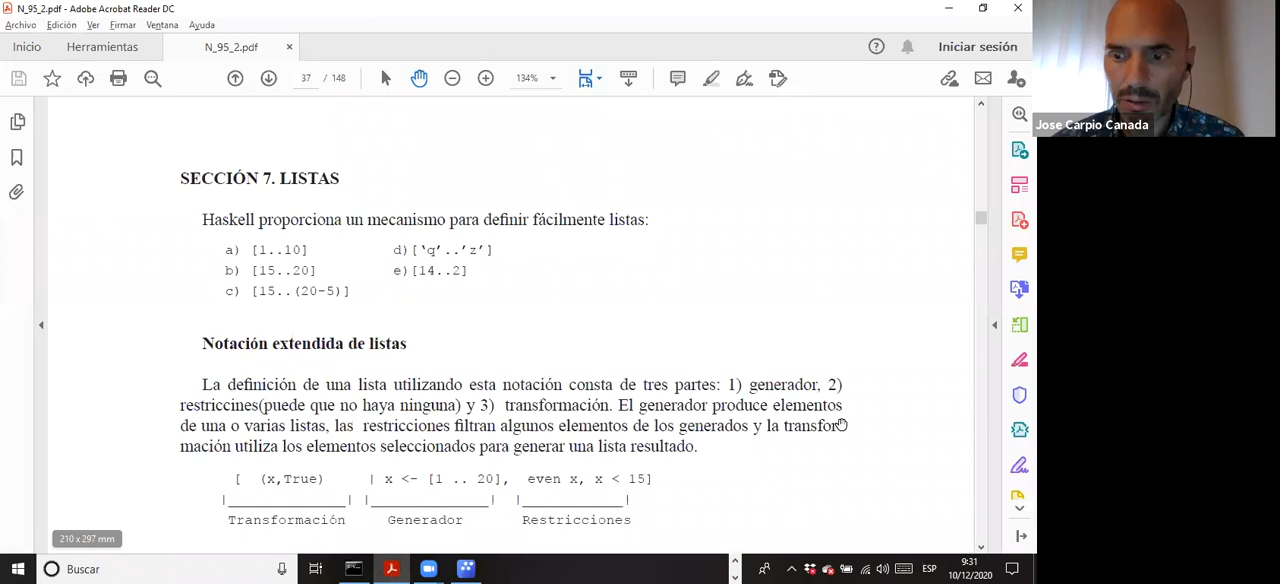 N_95_2.pdf - Adobe Acrobat Reader DC
Archivo Edición Ver Firmar Ventana Ayuda
Inicio Herramientas N_95_2.pdf × Iniciar sesión
37 / 148 134%
Jose Carpio Canada
SECCIÓN 7. LISTAS
Haskell proporciona un mecanismo para definir fácilmente listas:
a) [1..10] d)[‘q’..’z’]
b) [15..20] e)[14..2]
c) [15..(20-5)]
Notación extendida de listas
La definición de una lista utilizando esta notación consta de tres partes: 1) generador, 2)
restriccines(puede que no haya ninguna) y 3) transformación. El generador produce elementos
de una o varias listas, las restricciones filtran algunos elementos de los generados y la transfor-
mación utiliza los elementos seleccionados para generar una lista resultado.
[ (x,True) | x <- [1 .. 20], even x, x < 15]
|____________| |____________| |__________|
Transformación Generador Restricciones
210 x 297 mm
Buscar ESP 9:31
10/12/2020